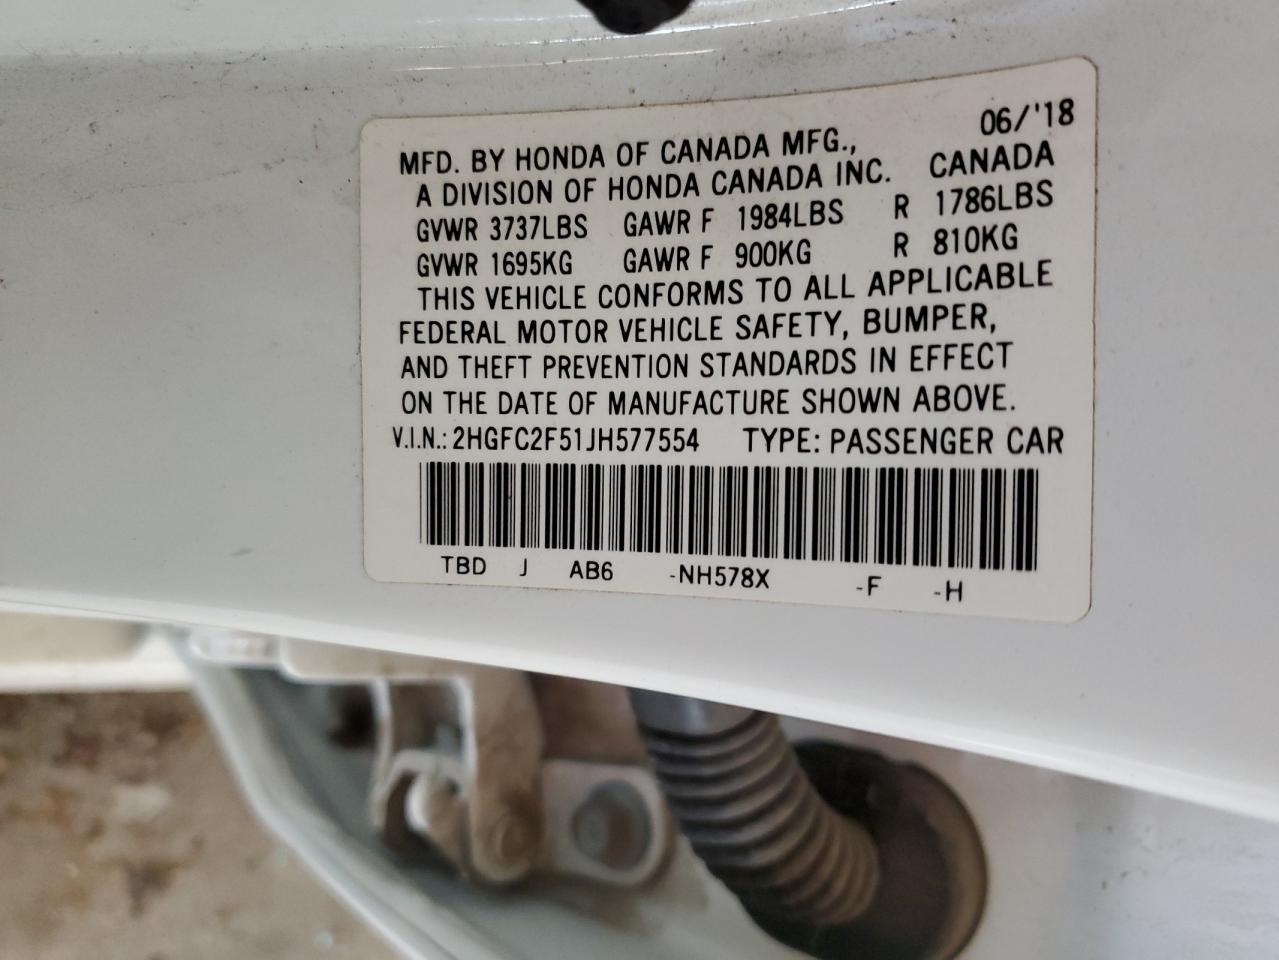 06/'18
MFD. BY HONDA OF CANADA MFG.,
A DIVISION OF HONDA CANADA INC. CANADA
GVWR 3737LBS GAWR F 1984LBS R 1786LBS
GVWR 1695KG GAWR F 900KG R 810KG
THIS VEHICLE CONFORMS TO ALL APPLICABLE
FEDERAL MOTOR VEHICLE SAFETY, BUMPER,
AND THEFT PREVENTION STANDARDS IN EFFECT
ON THE DATE OF MANUFACTURE SHOWN ABOVE.
V.I.N.: 2HGFC2F51JH577554 TYPE: PASSENGER CAR
TBD J AB6 -NH578X -F -H